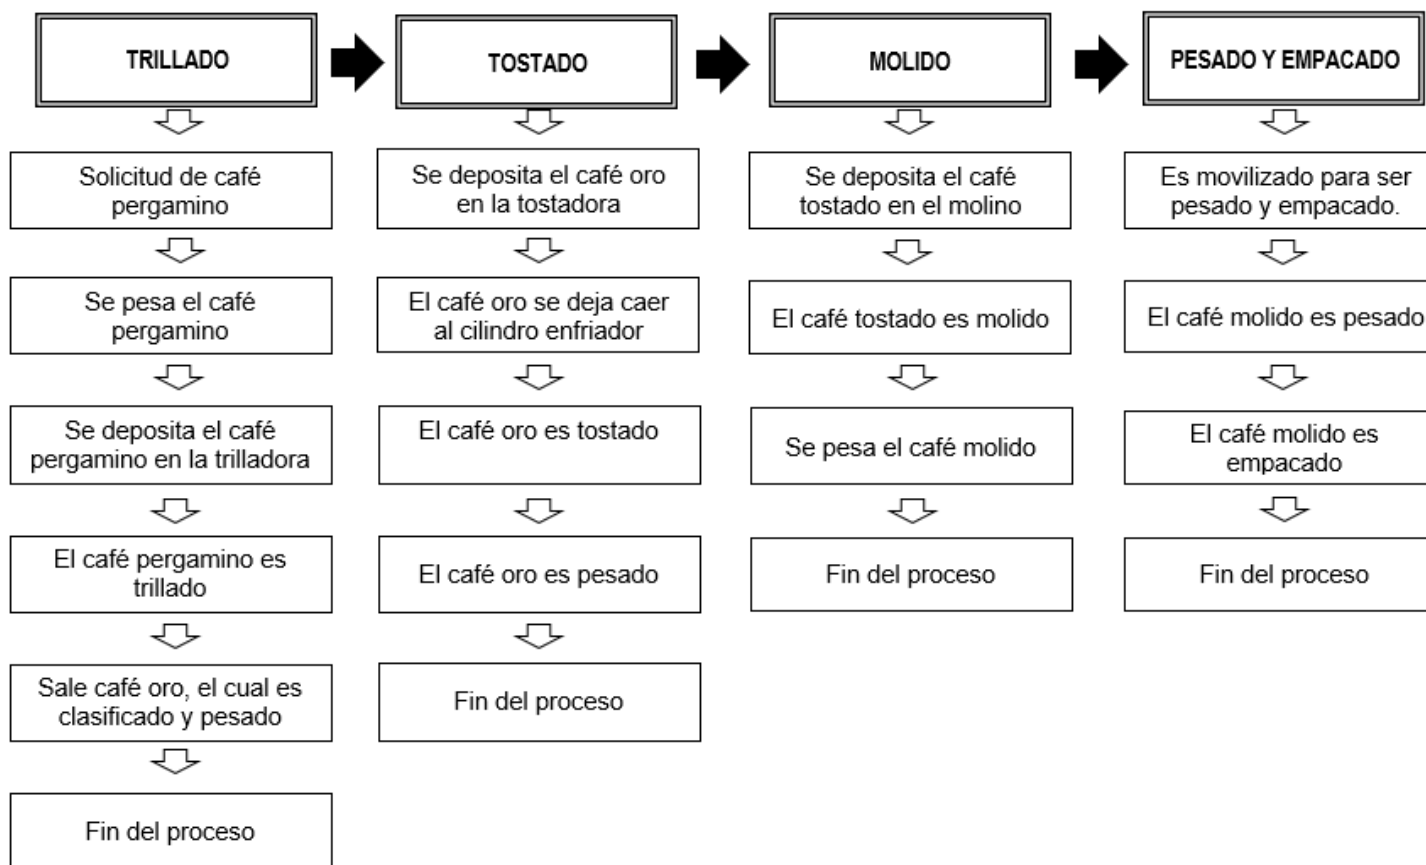 TRILLADO
TOSTADO
MOLIDO
PESADO Y EMPACADO
Solicitud de café
pergamino
Se pesa el café
pergamino
Se deposita el café
pergamino en la trilladora
El café pergamino es
trillado
Sale café oro, el cual es
clasificado y pesado
Fin del proceso
Se deposita el café oro
en la tostadora
El café oro se deja caer
al cilindro enfriador
El café oro es tostado
El café oro es pesado
Fin del proceso
Se deposita el café
tostado en el molino
El café tostado es molido
Se pesa el café molido
Fin del proceso
Es movilizado para ser
pesado y empacado.
El café molido es pesado
El café molido es
empacado
Fin del proceso